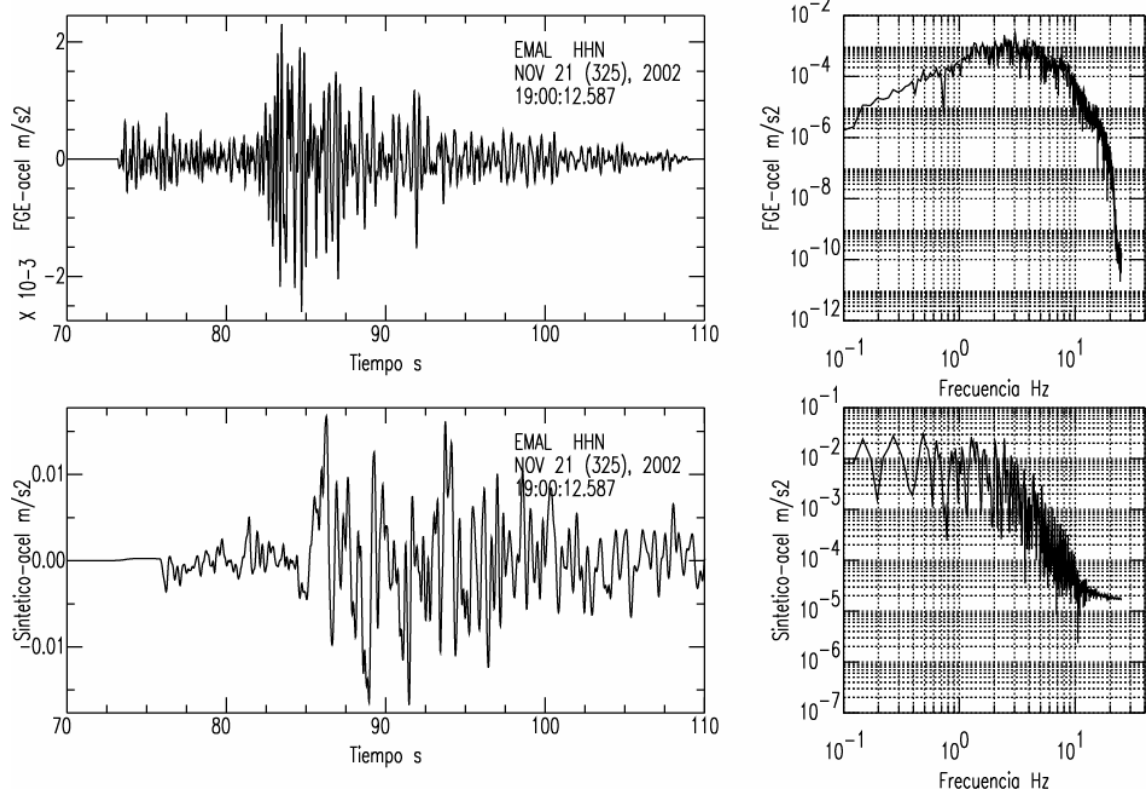 FGE-acel m/s2
X 10-3
2
0
-2
EMAL HHN
NOV 21 (325), 2002
19:00:12.587
70 80 90 100 110
Tiempo s
FGE-acel m/s2
10-2
10-4
10-6
10-8
10-10
10-12
10-1 100 101
Frecuencia Hz
Sintetico-acel m/s2
0.01
0.00
-0.01
EMAL HHN
NOV 21 (325), 2002
19:00:12.587
70 80 90 100 110
Tiempo s
Sintetico-acel m/s2
10-1
10-2
10-3
10-4
10-5
10-6
10-7
10-1 100 101
Frecuencia Hz